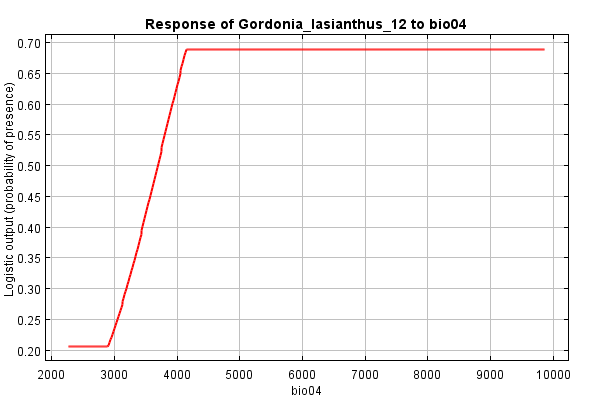 Response of Gordonia_lasianthus_12 to bio04
Logistic output (probability of presence)
0.70
0.65
0.60
0.55
0.50
0.45
0.40
0.35
0.30
0.25
0.20
2000 3000 4000 5000 6000 7000 8000 9000 10000
bio04